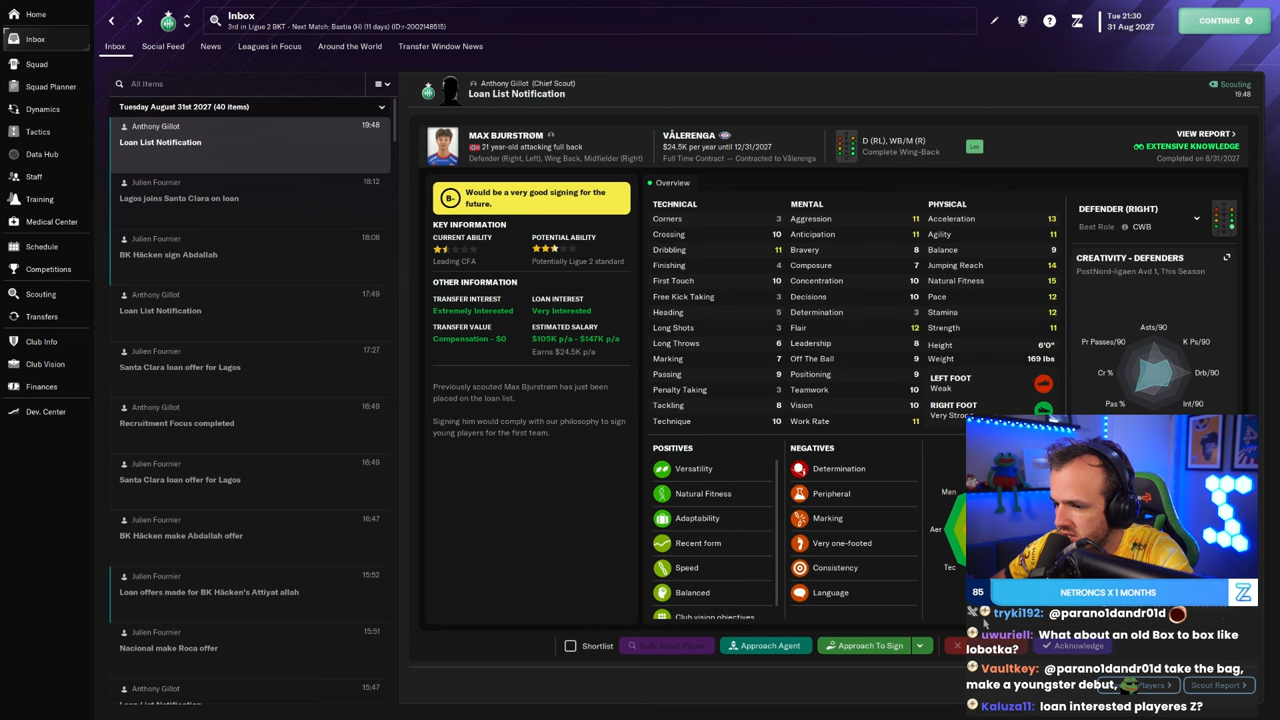 Home
Inbox
Squad
Squad Planner
Dynamics
Tactics
Data Hub
Staff
Training
Medical Center
Schedule
Competitions
Scouting
Transfers
Club Info
Club Vision
Finances
Dev. Center
Inbox
3rd in Ligue 2 BKT - Next Match: Bastia (H) (11 days) (ID:r-2002148515)
Tue 21:30
31 Aug 2027
CONTINUE
Inbox
Social Feed
News
Leagues in Focus
Around the World
Transfer Window News
All Items
Tuesday August 31st 2027 (40 items)
Anthony Gillot 19:48
Loan List Notification
Julien Fournier 18:12
Lagos joins Santa Clara on loan
Julien Fournier 18:08
BK Häcken sign Abdallah
Anthony Gillot 17:49
Loan List Notification
Julien Fournier 17:27
Santa Clara loan offer for Lagos
Anthony Gillot 16:49
Recruitment Focus completed
Julien Fournier 16:49
Santa Clara loan offer for Lagos
Julien Fournier 16:47
BK Häcken make Abdallah offer
Julien Fournier 15:52
Loan offers made for BK Häcken's Attiyat allah
Julien Fournier 15:51
Nacional make Roca offer
Anthony Gillot 15:47
Anthony Gillot (Chief Scout)
Loan List Notification
Scouting
19:48
MAX BJURSTRØM
21 year-old attacking full back
Defender (Right, Left), Wing Back, Midfielder (Right)
VÅLERENGA
$24.5K per year until 12/31/2027
Full Time Contract - Contracted to Vålerenga
D (RL), WB/M (R)
Complete Wing-Back
Loa
VIEW REPORT
EXTENSIVE KNOWLEDGE
Completed on 8/31/2027
B-
Would be a very good signing for the
future.
KEY INFORMATION
CURRENT ABILITY
Leading CFA
POTENTIAL ABILITY
Potentially Ligue 2 standard
OTHER INFORMATION
TRANSFER INTEREST
Extremely Interested
LOAN INTEREST
Very Interested
TRANSFER VALUE
Compensation - $0
ESTIMATED SALARY
$105K p/a - $147K p/a
Earns $24.5K p/a
Previously scouted Max Bjurstrøm has just been
placed on the loan list.
Signing him would comply with our philosophy to sign
young players for the first team.
Overview
TECHNICAL
Corners 3
Crossing 10
Dribbling 11
Finishing 4
First Touch 10
Free Kick Taking 3
Heading 5
Long Shots 3
Long Throws 6
Marking 7
Passing 9
Penalty Taking 3
Tackling 8
Technique 10
MENTAL
Aggression 11
Anticipation 11
Bravery 8
Composure 7
Concentration 10
Decisions 10
Determination 3
Flair 12
Leadership 8
Off The Ball 9
Positioning 9
Teamwork 10
Vision 10
Work Rate 11
PHYSICAL
Acceleration 13
Agility 11
Balance 9
Jumping Reach 14
Natural Fitness 15
Pace 12
Stamina 12
Strength 11
Height 6'0"
Weight 169 lbs
LEFT FOOT
Weak
RIGHT FOOT
Very Strong
DEFENDER (RIGHT)
Best Role CWB
CREATIVITY - DEFENDERS
PostNord-ligaen Avd 1, This Season
Asts/90
Pr Passes/90
K Ps/90
Cr %
Drb/90
Pas %
Int/90
POSITIVES
Versatility
Natural Fitness
Adaptability
Recent form
Speed
Balanced
Club vision objectives
NEGATIVES
Determination
Peripheral
Marking
Very one-footed
Consistency
Language
Men
Aer
Tec
Shortlist
Approach Agent
Approach To Sign
Acknowledge
Players
Scout Report
85
NETRONCS X 1 MONTHS
Z
tryki192: @parano1dandr01d
uwuriell: What about an old Box to box like
lobotka?
Vaultkey: @parano1dandr01d take the bag,
make a youngster debut,
Kaluza11: loan interested playeres Z?